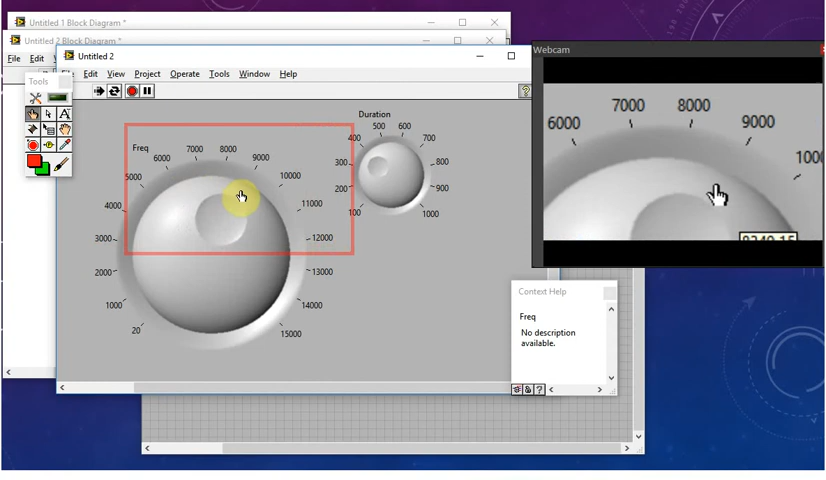 Untitled 1 Block Diagram *
Untitled 2 Block Diagram *
File Edit
Untitled 2
Edit View Project Operate Tools Window Help
Tools
Webcam
Freq
20
1000
2000
3000
4000
5000
6000
7000
8000
9000
10000
11000
12000
13000
14000
15000
Duration
100
200
300
400
500
600
700
800
900
1000
6000
7000
8000
9000
Context Help
Freq
No description
available.